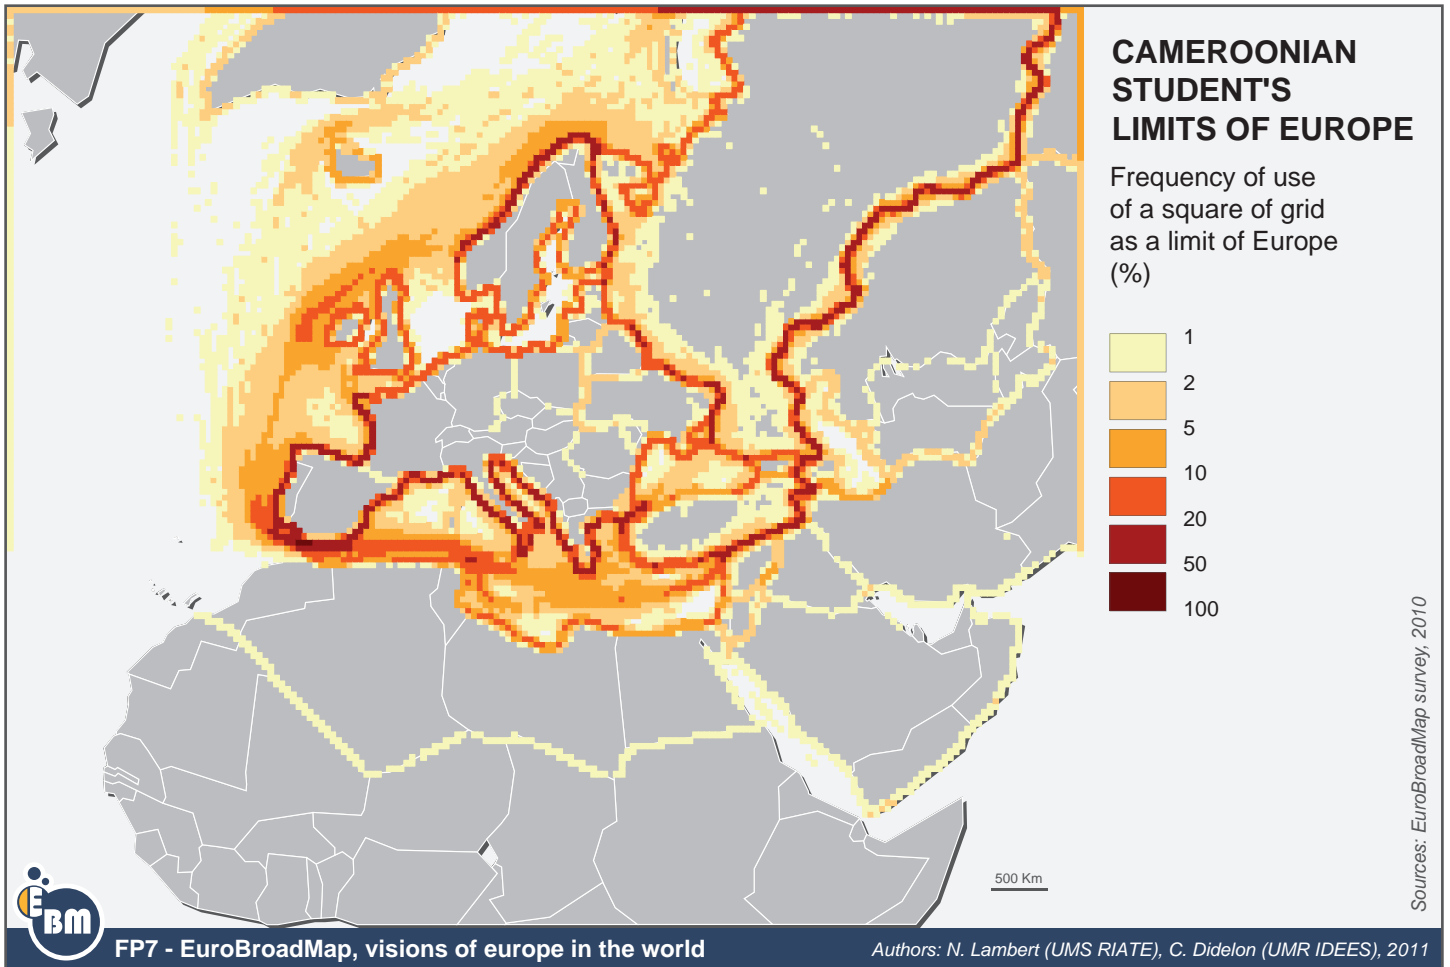 CAMEROONIAN
STUDENT'S
LIMITS OF EUROPE
Frequency of use
of a square of grid
as a limit of Europe
(%)
1
2
5
10
20
50
100
Sources: EuroBroadMap survey, 2010
500 Km
EBM
FP7 - EuroBroadMap, visions of europe in the world
Authors: N. Lambert (UMS RIATE), C. Didelon (UMR IDEES), 2011